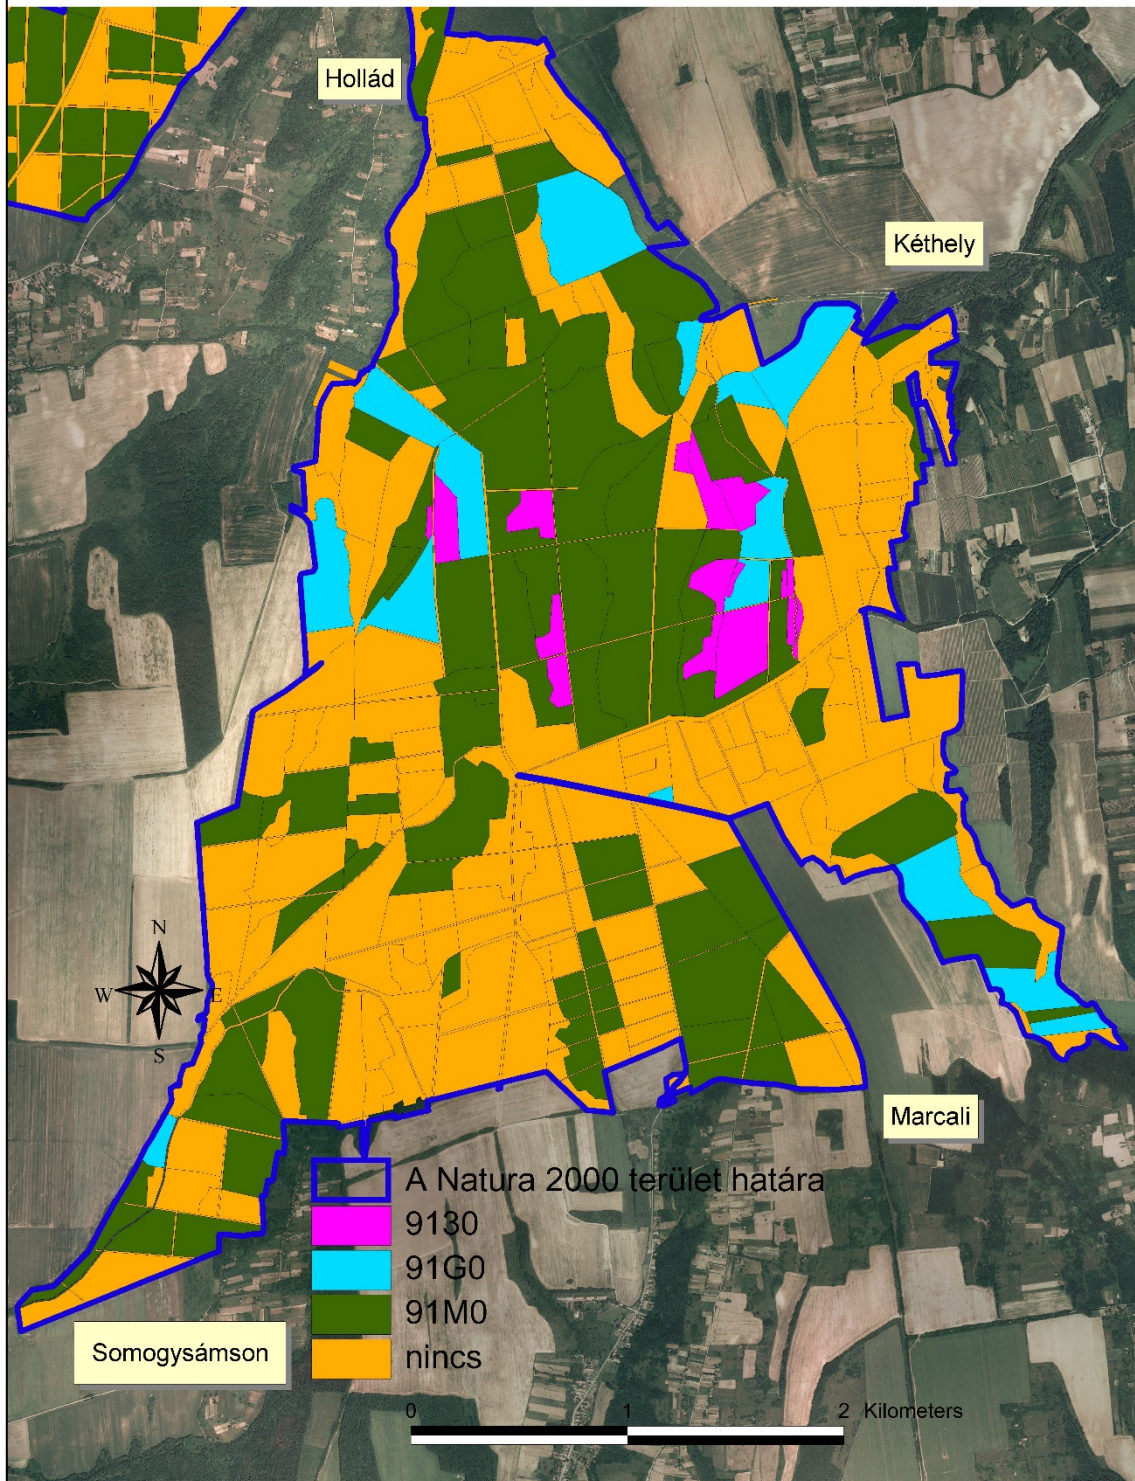 Hollád
Kéthely
N
W
E
S
Marcali
A Natura 2000 terület határa
9130
91G0
91M0
nincs
Somogysámson
0 1 2 Kilometers